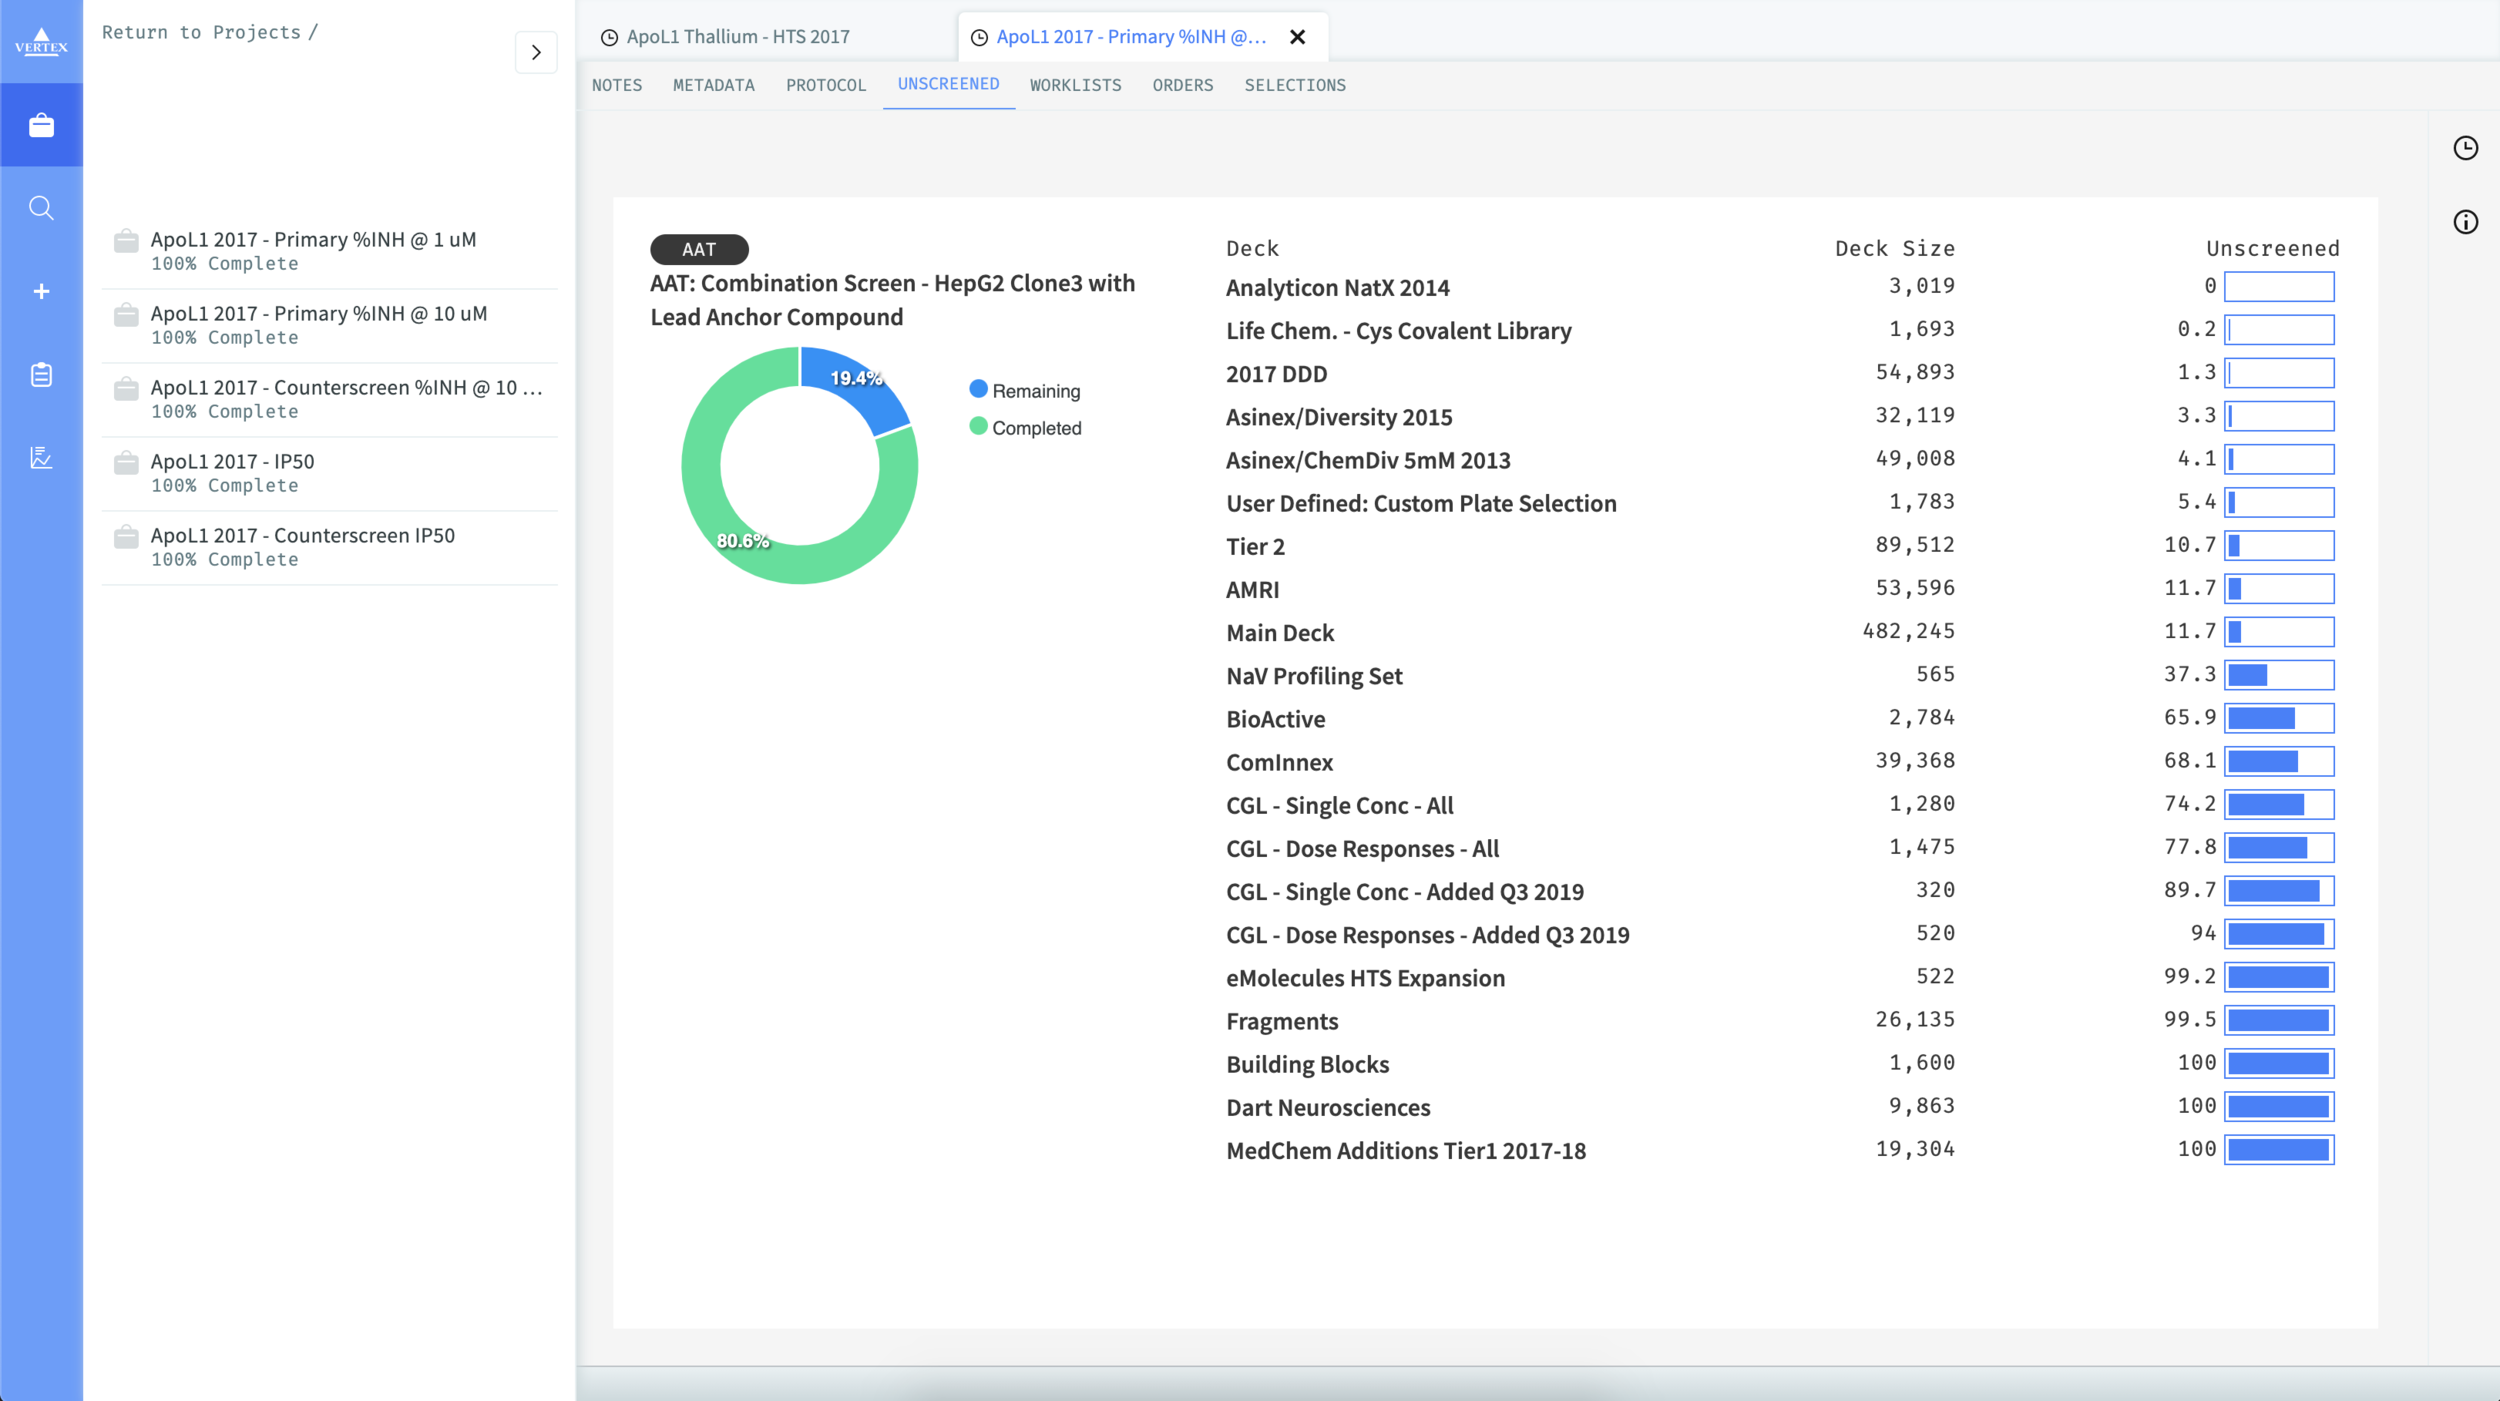 VERTEX
Return to Projects /
ApoL1 2017 - Primary %INH @ 1 uM
100% Complete
ApoL1 2017 - Primary %INH @ 10 uM
100% Complete
ApoL1 2017 - Counterscreen %INH @ 10 ...
100% Complete
ApoL1 2017 - IP50
100% Complete
ApoL1 2017 - Counterscreen IP50
100% Complete
ApoL1 Thallium - HTS 2017
ApoL1 2017 - Primary %INH @...
NOTES METADATA PROTOCOL UNSCREENED WORKLISTS ORDERS SELECTIONS
AAT
AAT: Combination Screen - HepG2 Clone3 with
Lead Anchor Compound
19.4%
80.6%
Remaining
Completed
Deck Deck Size Unscreened
Analyticon NatX 2014 3,019 0
Life Chem. - Cys Covalent Library 1,693 0.2
2017 DDD 54,893 1.3
Asinex/Diversity 2015 32,119 3.3
Asinex/ChemDiv 5mM 2013 49,008 4.1
User Defined: Custom Plate Selection 1,783 5.4
Tier 2 89,512 10.7
AMRI 53,596 11.7
Main Deck 482,245 11.7
NaV Profiling Set 565 37.3
BioActive 2,784 65.9
ComInnex 39,368 68.1
CGL - Single Conc - All 1,280 74.2
CGL - Dose Responses - All 1,475 77.8
CGL - Single Conc - Added Q3 2019 320 89.7
CGL - Dose Responses - Added Q3 2019 520 94
eMolecules HTS Expansion 522 99.2
Fragments 26,135 99.5
Building Blocks 1,600 100
Dart Neurosciences 9,863 100
MedChem Additions Tier1 2017-18 19,304 100